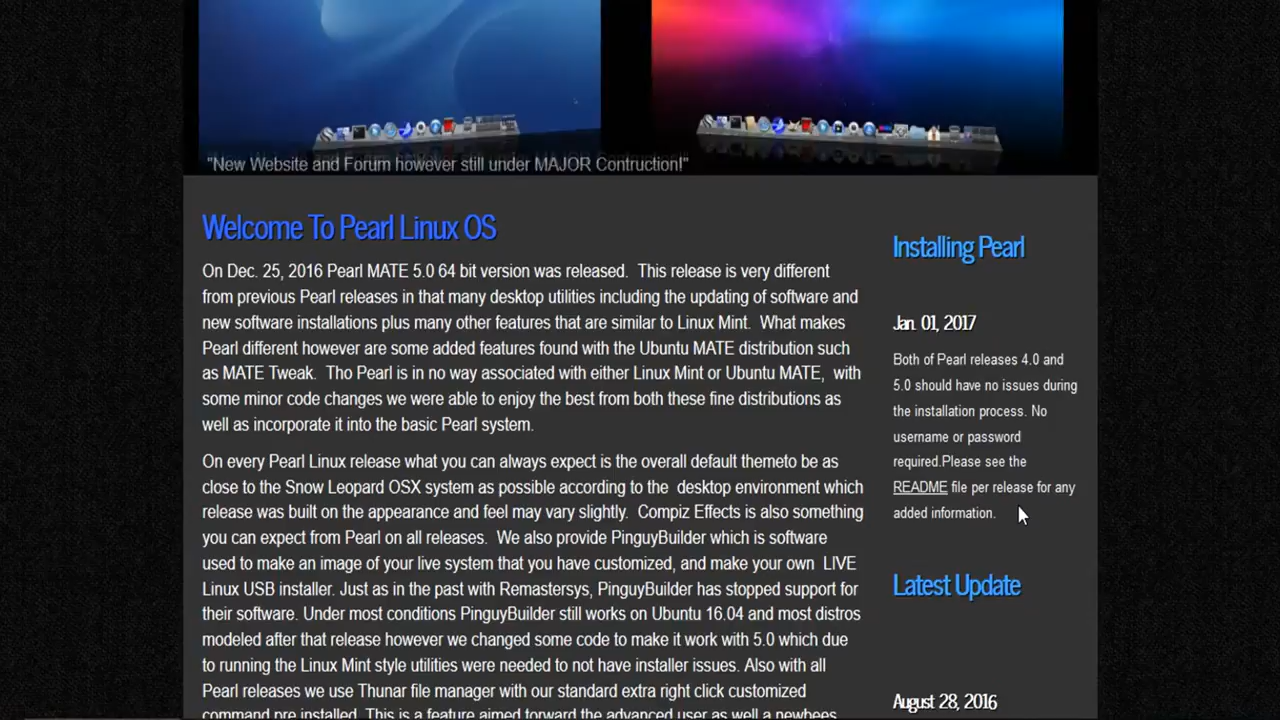 "New Website and Forum however still under MAJOR Contruction!"
Welcome To Pearl Linux OS
On Dec. 25, 2016 Pearl MATE 5.0 64 bit version was released.  This release is very different
from previous Pearl releases in that many desktop utilities including the updating of software and
new software installations plus many other features that are similar to Linux Mint.  What makes
Pearl different however are some added features found with the Ubuntu MATE distribution such
as MATE Tweak.  Tho Pearl is in no way associated with either Linux Mint or Ubuntu MATE,  with
some minor code changes we were able to enjoy the best from both these fine distributions as
well as incorporate it into the basic Pearl system.
On every Pearl Linux release what you can always expect is the overall default themeto be as
close to the Snow Leopard OSX system as possible according to the  desktop environment which
release was built on the appearance and feel may vary slightly.  Compiz Effects is also something
you can expect from Pearl on all releases.  We also provide PinguyBuilder which is software
used to make an image of your live system that you have customized, and make your own  LIVE
Linux USB installer. Just as in the past with Remastersys, PinguyBuilder has stopped support for
their software. Under most conditions PinguyBuilder still works on Ubuntu 16.04 and most distros
modeled after that release however we changed some code to make it work with 5.0 which due
to running the Linux Mint style utilities were needed to not have installer issues. Also with all
Pearl releases we use Thunar file manager with our standard extra right click customized
command pre installed. This is a feature aimed torward the advanced user as well a newbees
Installing Pearl
Jan. 01, 2017
Both of Pearl releases 4.0 and
5.0 should have no issues during
the installation process. No
username or password
required.Please see the
README file per release for any
added information.
Latest Update
August 28, 2016